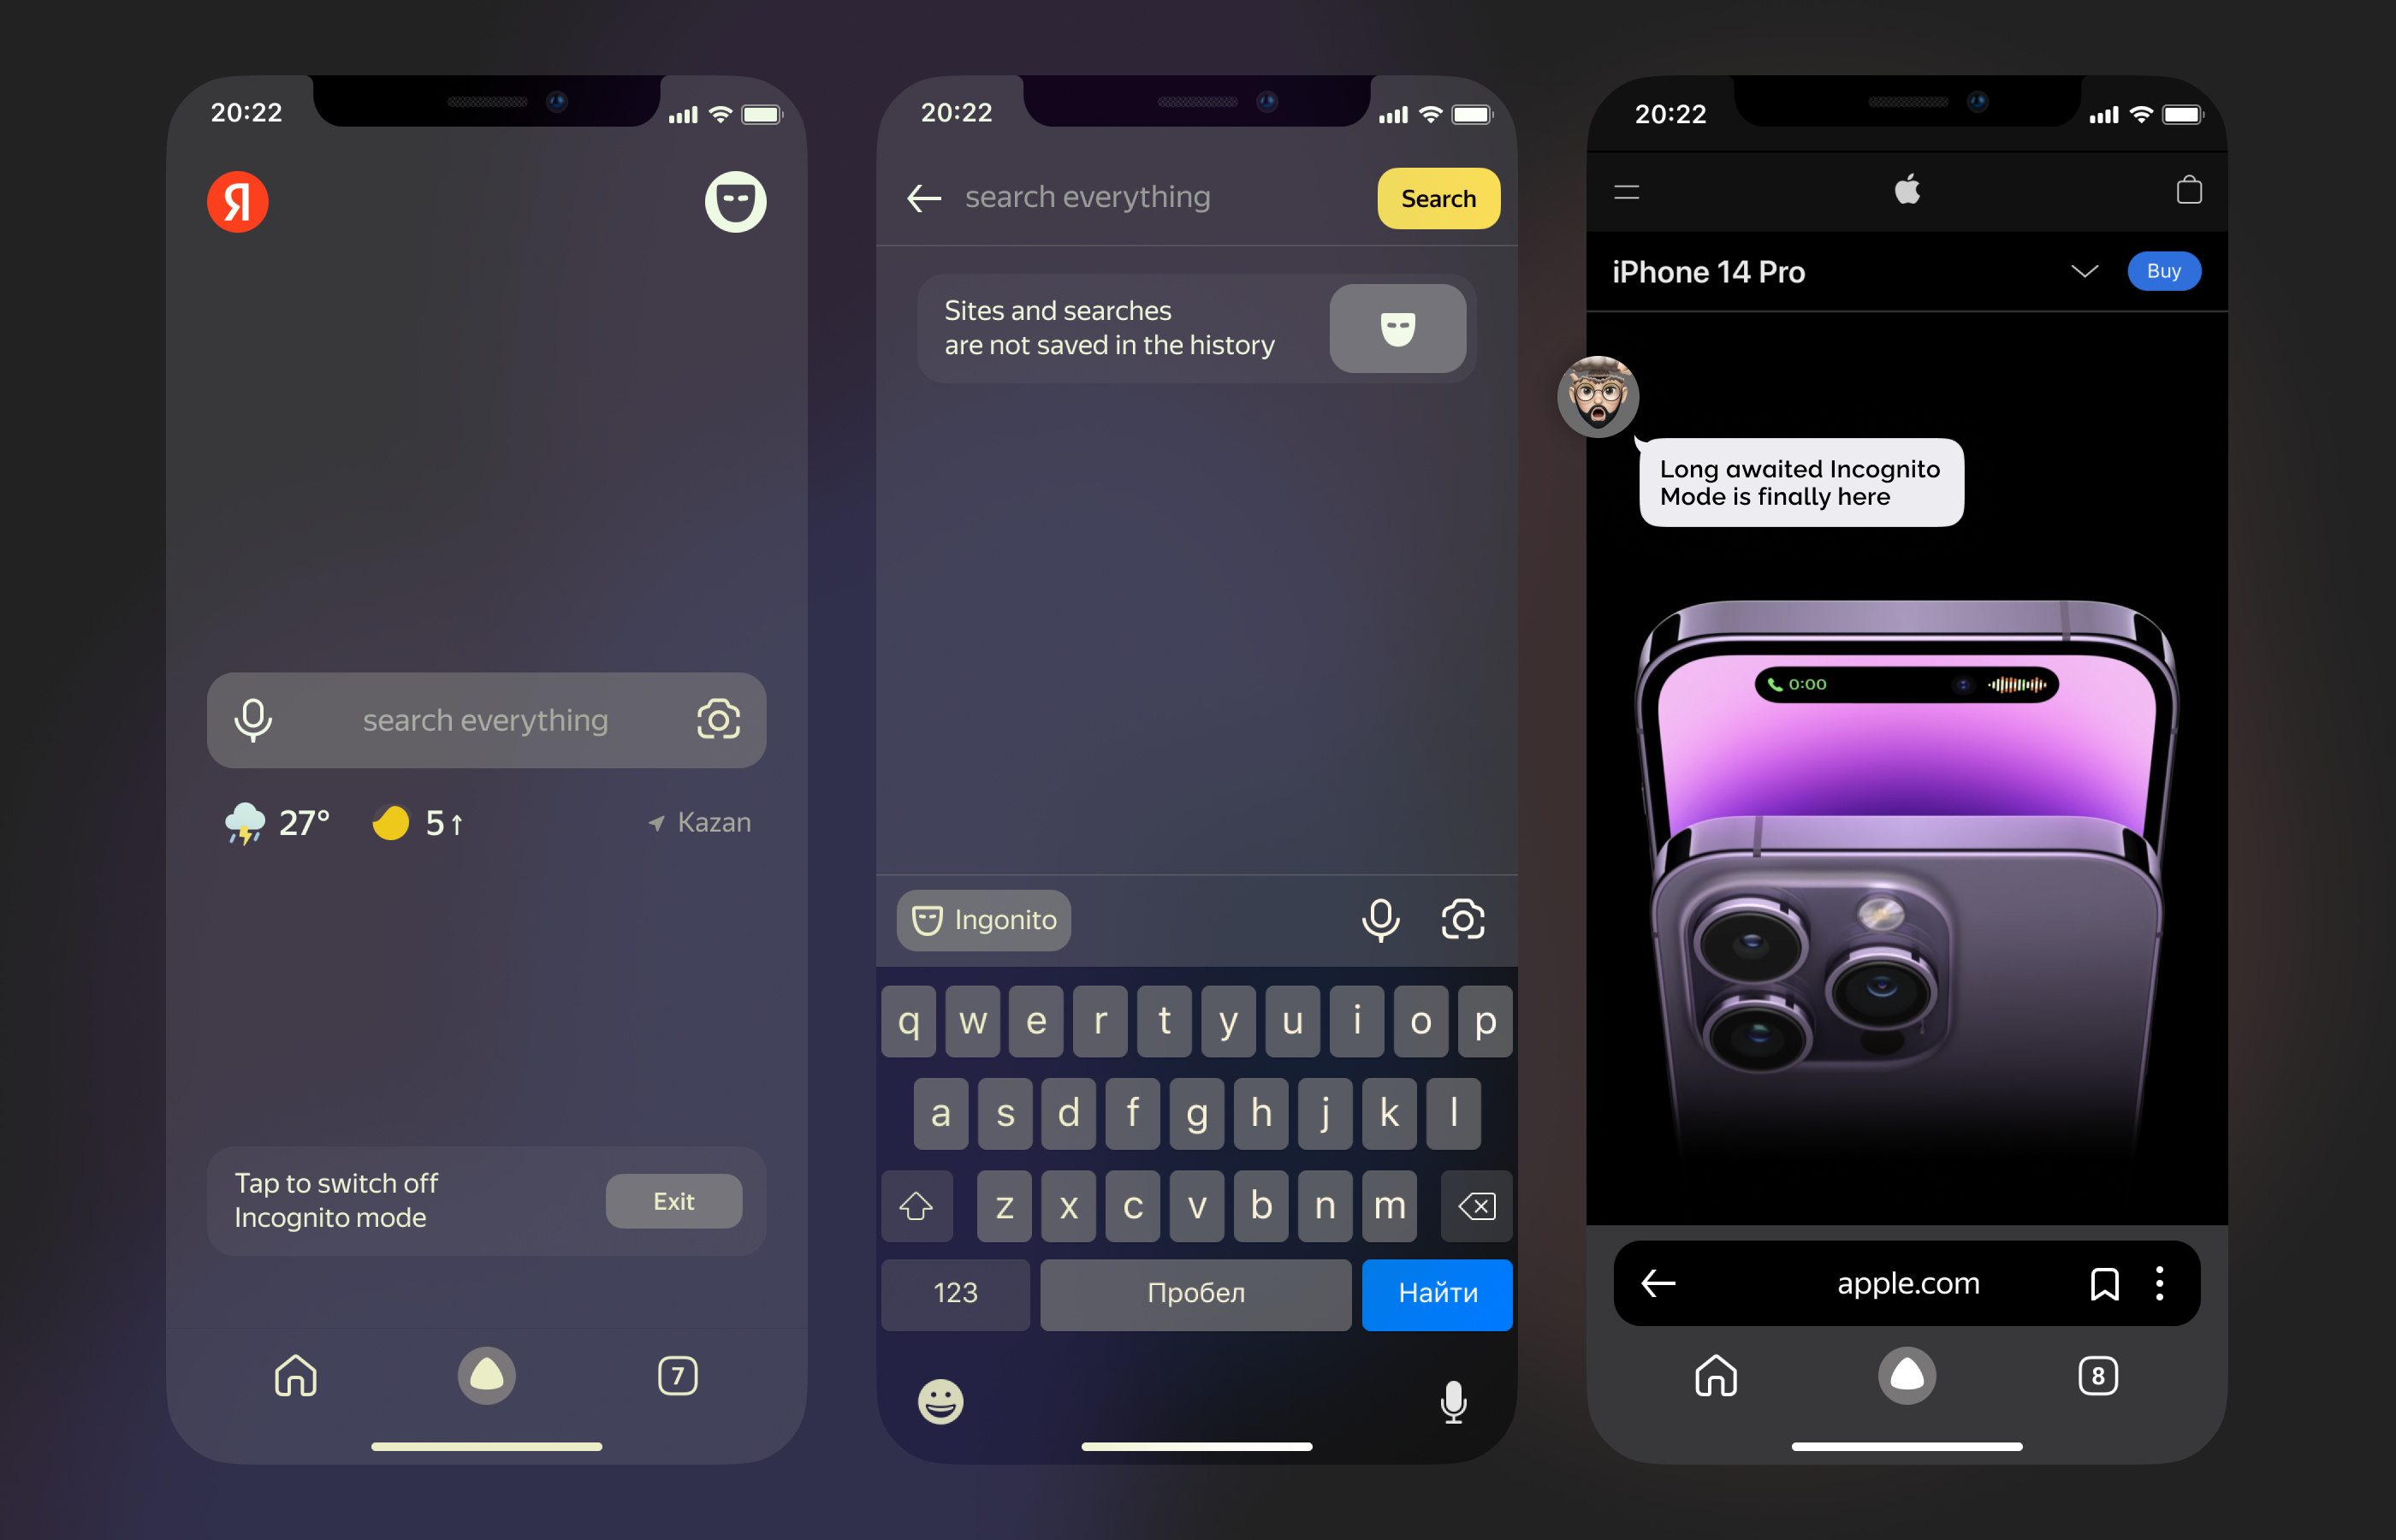 20:22
Я
search everything
27°
5↑
Kazan
Tap to switch off
Incognito mode
Exit
7
20:22
search everything
Search
Sites and searches
are not saved in the history
Ingonito
q w e r t y u i o p
a s d f g h j k l
z x c v b n m
123
Пробел
Найти
20:22
iPhone 14 Pro
Buy
Long awaited Incognito
Mode is finally here
0:00
apple.com
8